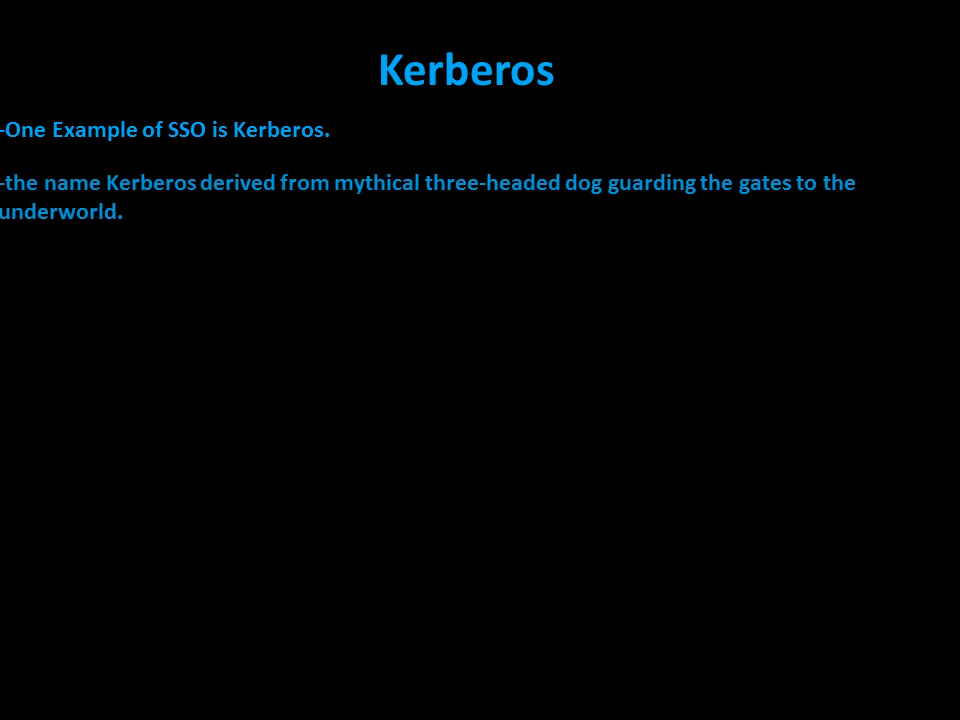 Kerberos
-One Example of SSO is Kerberos.
-the name Kerberos derived from mythical three-headed dog guarding the gates to the
underworld.